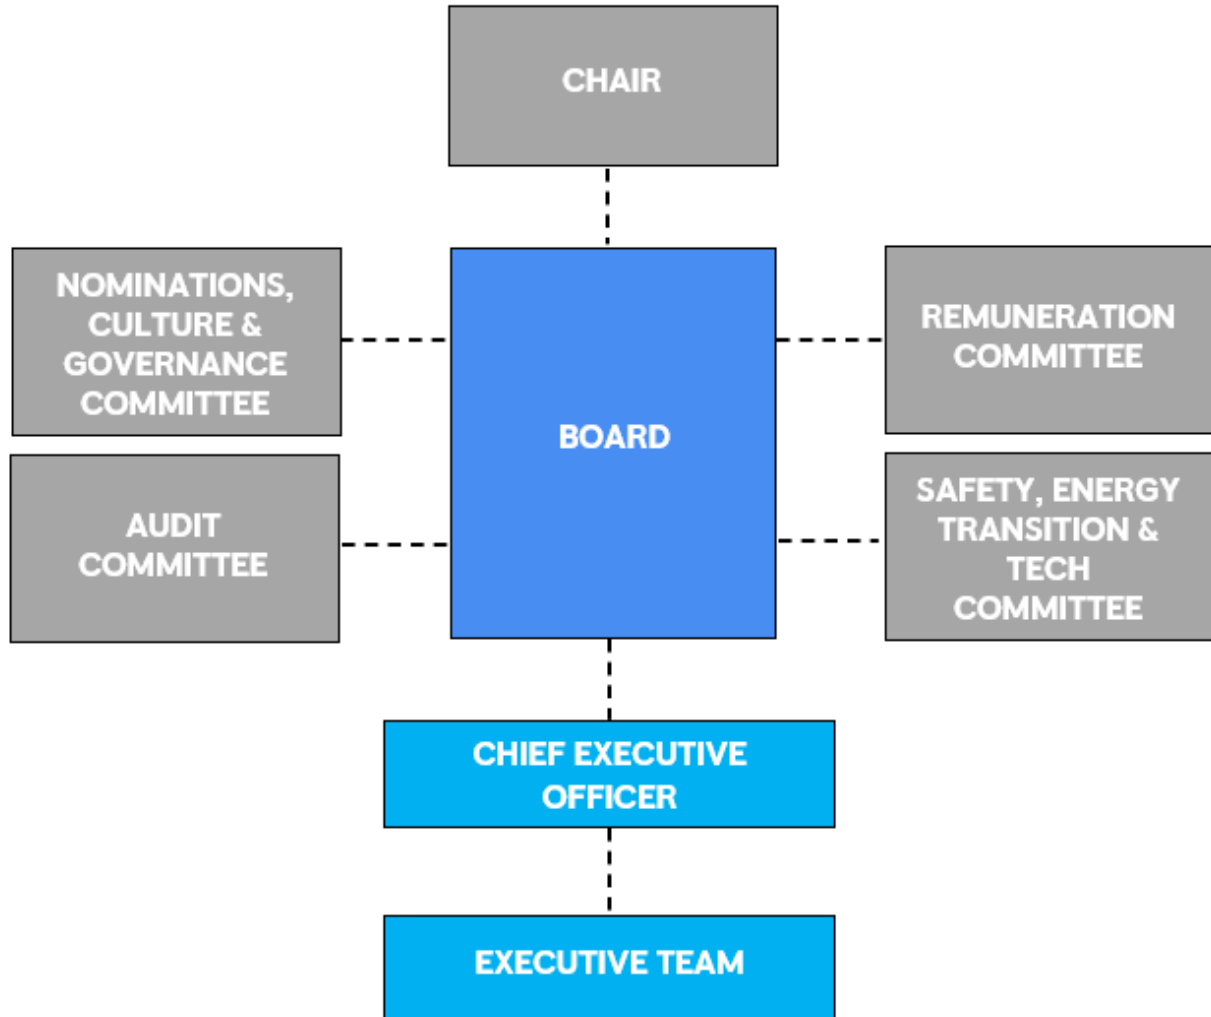 CHAIR
NOMINATIONS,
CULTURE &
GOVERNANCE
COMMITTEE
BOARD
REMUNERATION
COMMITTEE
AUDIT
COMMITTEE
SAFETY, ENERGY
TRANSITION &
TECH
COMMITTEE
CHIEF EXECUTIVE
OFFICER
EXECUTIVE TEAM